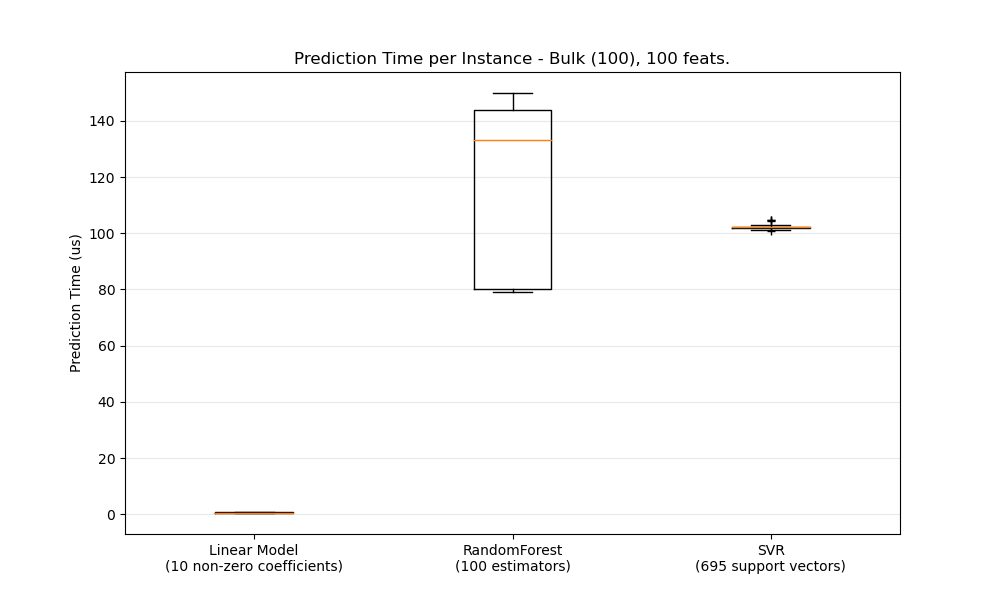 Prediction Time per Instance - Bulk (100), 100 feats.
Prediction Time (us)
140
120
100
80
60
40
20
0
Linear Model
(10 non-zero coefficients)
RandomForest
(100 estimators)
SVR
(695 support vectors)